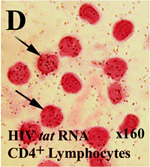 D
HIV tat RNA x160
CD4+ Lymphocytes